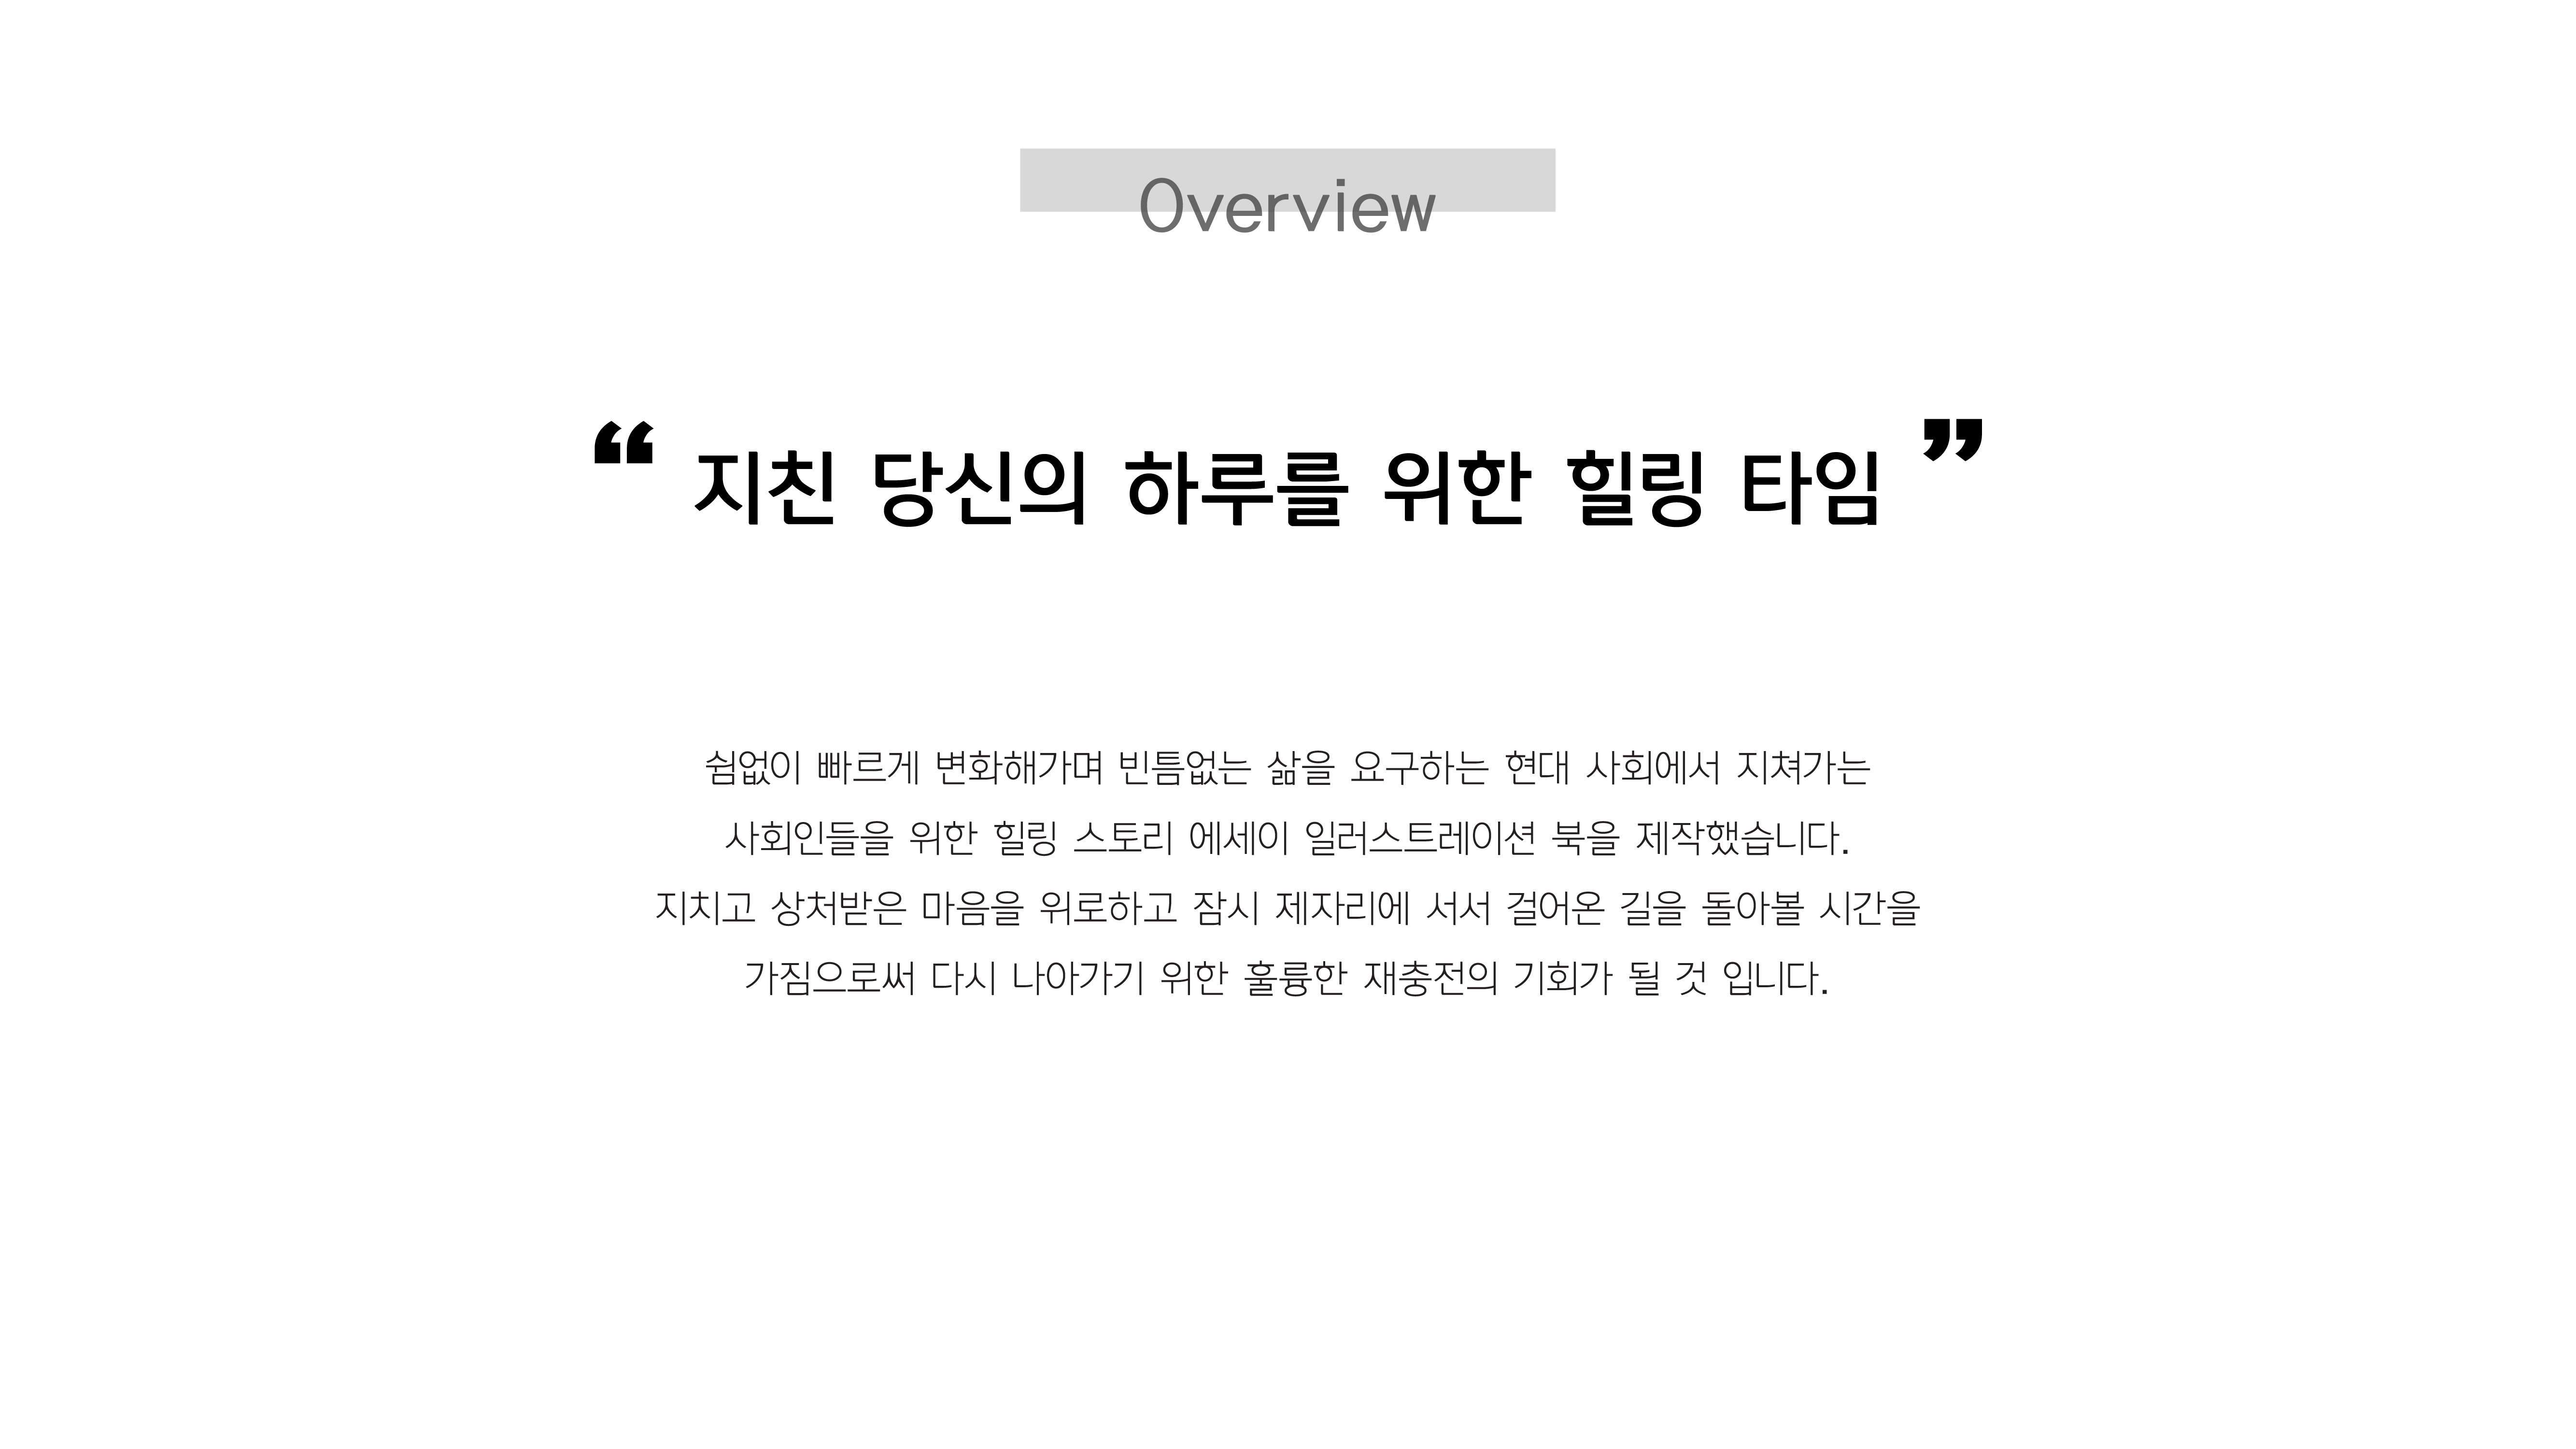 Overview
“ 지친 당신의 하루를 위한 힐링 타임 ”
쉼없이 빠르게 변화해가며 빈틈없는 삶을 요구하는 현대 사회에서 지쳐가는
사회인들을 위한 힐링 스토리 에세이 일러스트레이션 북을 제작했습니다.
지치고 상처받은 마음을 위로하고 잠시 제자리에 서서 걸어온 길을 돌아볼 시간을
가짐으로써 다시 나아가기 위한 훌륭한 재충전의 기회가 될 것 입니다.